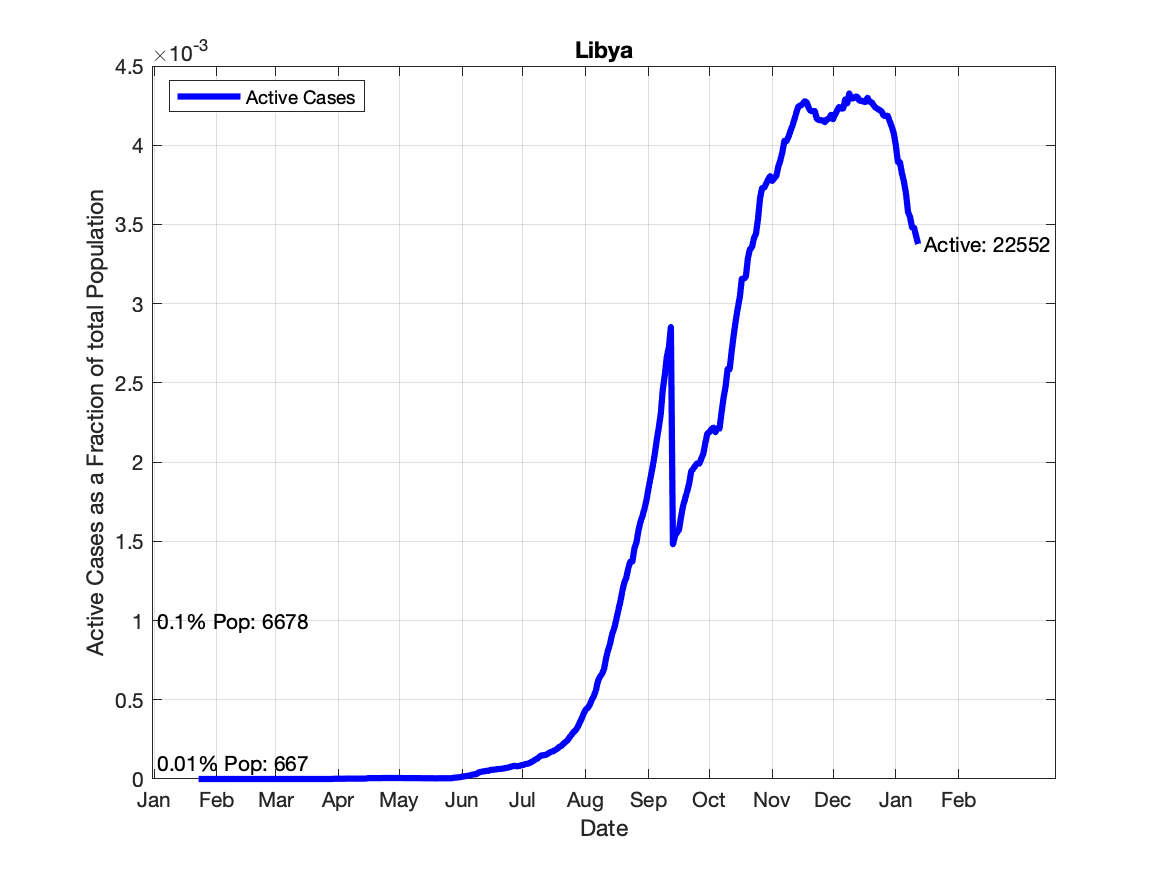 Libya
×10-3
4.5
4
3.5
3
2.5
2
1.5
1
0.5
0
Active Cases
Active: 22552
0.1% Pop: 6678
0.01% Pop: 667
Active Cases as a Fraction of total Population
Jan Feb Mar Apr May Jun Jul Aug Sep Oct Nov Dec Jan Feb
Date